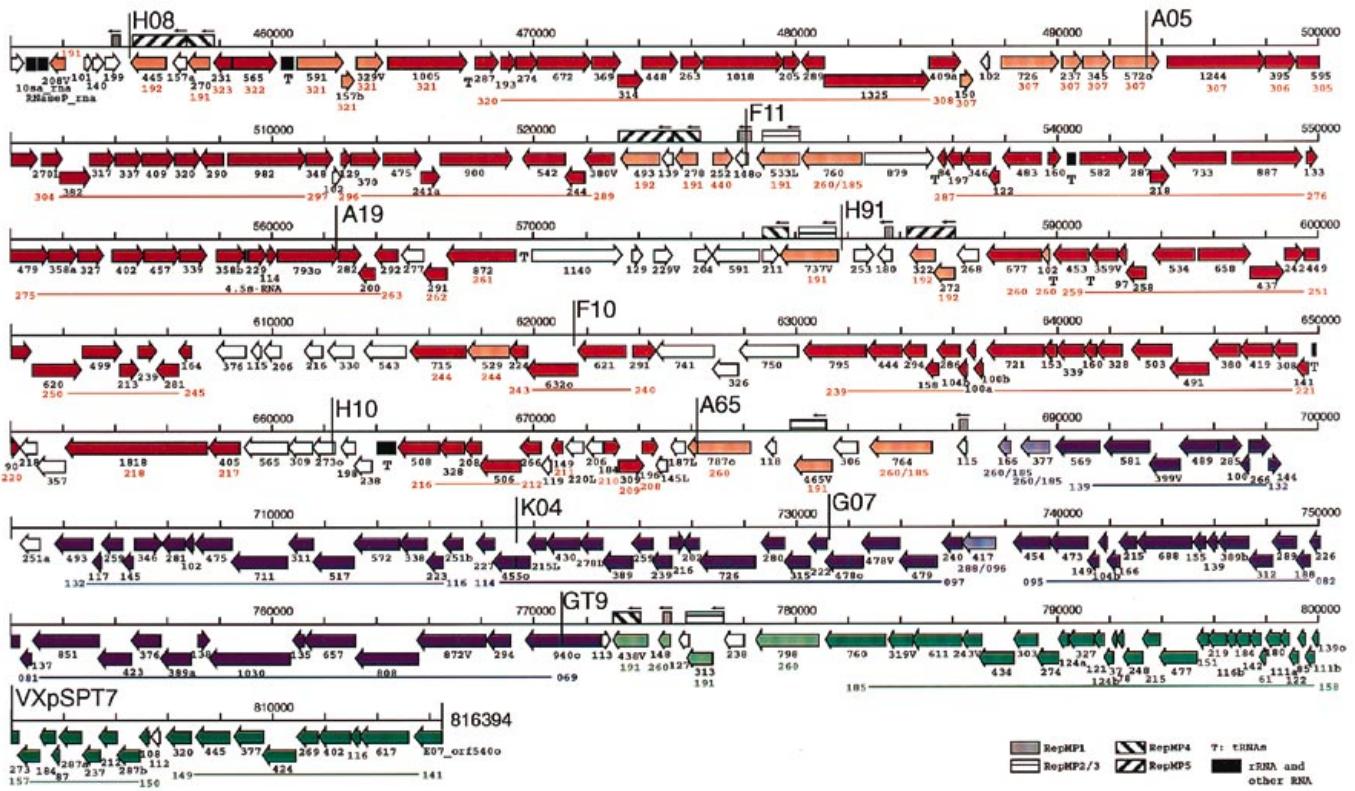 H08 A05
460000 470000 480000 490000 500000
191 208V 101 199 445 157a 231 565 T 591 329V 1005 T 287 274 672 369 448 263 1018 205 289 409a 102 726 237 345 572o 1244 395 595
10sa_rna 140 270 157b 193 314 1325 150
RNaseP_rna 192 191 323 322 321 321 321 320 308 307 307 307 307 307 307 306 305
F11
510000 520000 540000 550000
270L 317 337 409 320 290 982 348 370 475 900 542 380V 493 139 278 252 148o 533L 760 879 84 346 483 160 582 287 733 887 133
382 102 241a 244 T 197 122 T 218
304 297 296 289 192 191 440 191 260/185 287 276
A19 H91
560000 570000 590000 600000
479 358a 327 402 457 339 358b 229 793o 282 292 277 872 T 1140 129 229V 204 591 211 737V 253 180 322 268 677 102 453 359V 534 658 242 449
114 200 291 272 T T 97 258 437
4.5s-RNA
275 263 262 261 191 192 192 260 260 259 251
F10
610000 620000 630000 640000 650000
499 239 164 376 115 206 216 330 543 715 529 224 621 291 741 750 795 444 294 286 100b 721 153 160 328 503 380 419 308 T
620 213 281 632o 326 158 104b 100a 339 491 141
250 245 244 244 243 240 239 221
H10 A65
660000 670000 690000 700000
90 218 1818 405 565 309 273o 198 T 508 208 266 149 206 184 196 187L 787o 118 306 764 115 166 377 569 581 489 285 144
357 238 328 506 119 220L 309 145L 465V 399V 100 266
220 218 217 216 212 211 210 209 208 260 191 260/185 260/185 260/185 139 132
K04 G07
710000 730000 740000 750000
251a 493 259 346 281 475 311 572 338 251b 227 215L 430 259 202 280 222 478V 240 417 454 473 215 688 155 389b 289 226
117 145 102 711 517 223 455o 278b 389 239 216 726 315 478o 479 149 104b 166 139 312 188
132 116 114 097 288/096 095 082
GT9
760000 770000 780000 790000 800000
851 376 138 135 657 872V 294 940o 113 438V 148 238 798 760 319V 611 243V 303 327 219 184 180 139o
137 423 389a 1030 808 127 313 434 274 124a 121 37 78 124b 248 215 477 151 116b 142 61 111a 122 85 111b
081 069 191 260 191 260 185 158
VXpSPT7
810000 816394
273 184 287a 212 108 320 445 377 269 402 116 617 E07_orf540o
87 237 287b 112 424
157 150 149 141
RepMP1 RepMP4 T: tRNAs
RepMP2/3 RepMP5 rRNA and
other RNA